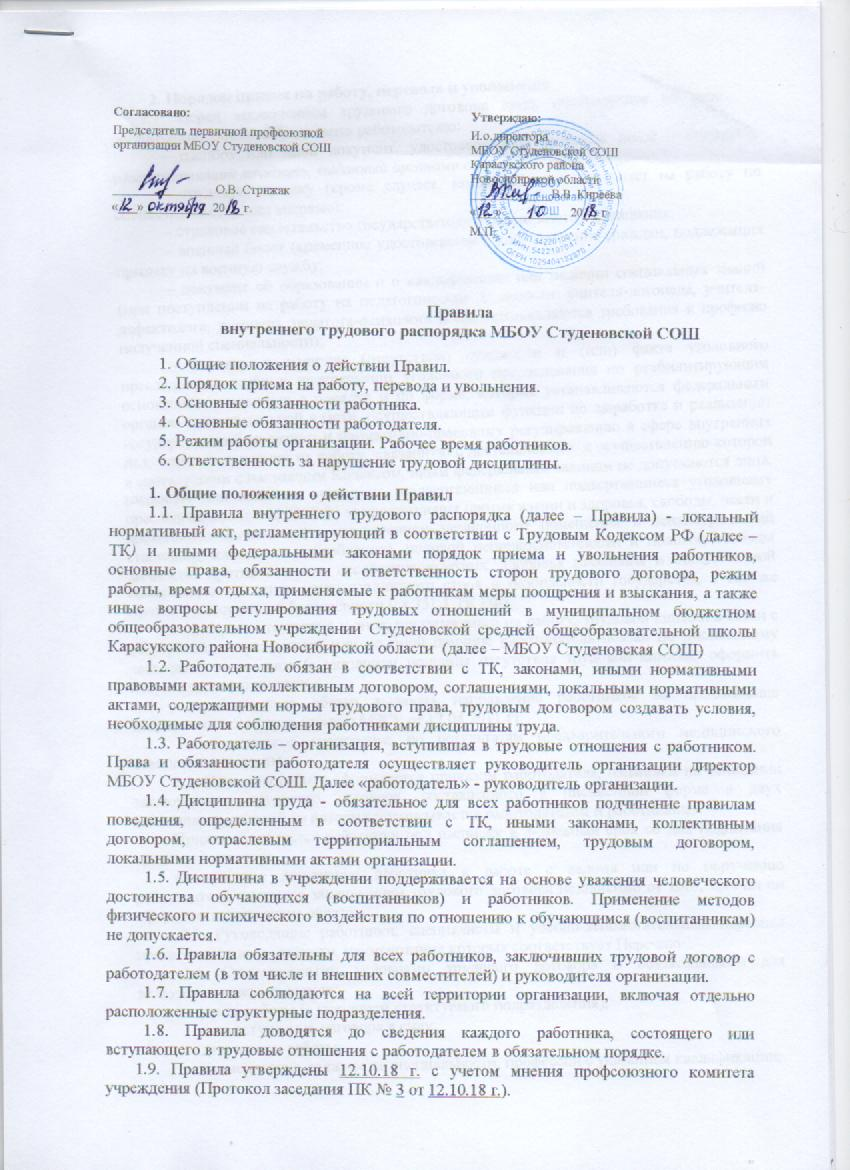 Согласовано:
Председатель первичной профсоюзной
организации МБОУ Студеновской СОШ
О.В. Стрижак
«12» октября 2018 г.
Утверждаю:
И.о.директора
МБОУ Студеновской СОШ
Карасукского района
Новосибирской области
В.В. Киреева
«12» 10 2018 г
М.П.
Правила
внутреннего трудового распорядка МБОУ Студеновской СОШ
1. Общие положения о действии Правил.
2. Порядок приема на работу, перевода и увольнения.
3. Основные обязанности работника.
4. Основные обязанности работодателя.
5. Режим работы организации. Рабочее время работников.
6. Ответственность за нарушение трудовой дисциплины.
1. Общие положения о действии Правил
1.1. Правила внутреннего трудового распорядка (далее – Правила) - локальный
нормативный акт, регламентирующий в соответствии с Трудовым Кодексом РФ (далее –
ТК) и иными федеральными законами порядок приема и увольнения работников,
основные права, обязанности и ответственность сторон трудового договора, режим
работы, время отдыха, применяемые к работникам меры поощрения и взыскания, а также
иные вопросы регулирования трудовых отношений в муниципальном бюджетном
общеобразовательном учреждении Студеновской средней общеобразовательной школы
Карасукского района Новосибирской области (далее – МБОУ Студеновская СОШ)
1.2. Работодатель обязан в соответствии с ТК, законами, иными нормативными
правовыми актами, коллективным договором, соглашениями, локальными нормативными
актами, содержащими нормы трудового права, трудовым договором создавать условия,
необходимые для соблюдения работниками дисциплины труда.
1.3. Работодатель – организация, вступившая в трудовые отношения с работником.
Права и обязанности работодателя осуществляет руководитель организации директор
МБОУ Студеновской СОШ. Далее «работодатель» - руководитель организации.
1.4. Дисциплина труда - обязательное для всех работников подчинение правилам
поведения, определенным в соответствии с ТК, иными законами, коллективным
договором, отраслевым территориальным соглашением, трудовым договором,
локальными нормативными актами организации.
1.5. Дисциплина в учреждении поддерживается на основе уважения человеческого
достоинства обучающихся (воспитанников) и работников. Применение методов
физического и психического воздействия по отношению к обучающимся (воспитанникам)
не допускается.
1.6. Правила обязательны для всех работников, заключивших трудовой договор с
работодателем (в том числе и внешних совместителей) и руководителя организации.
1.7. Правила соблюдаются на всей территории организации, включая отдельно
расположенные структурные подразделения.
1.8. Правила доводятся до сведения каждого работника, состоящего или
вступающего в трудовые отношения с работодателем в обязательном порядке.
1.9. Правила утверждены 12.10.18 г. с учетом мнения профсоюзного комитета
учреждения (Протокол заседания ПК № 3 от 12.10.18 г.).